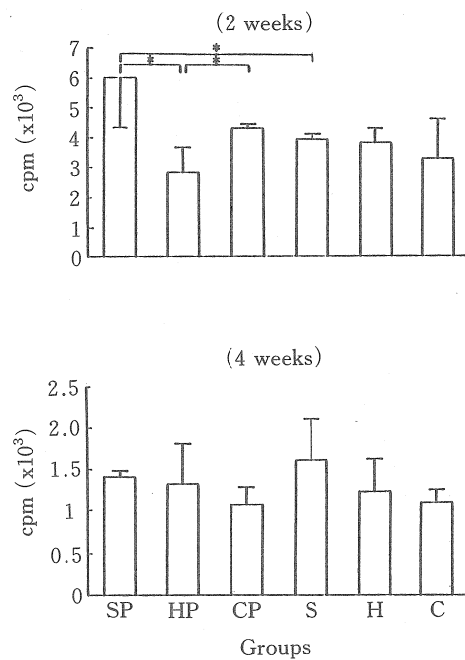 (2 weeks)
*
* *
7
6
5
4
3
2
1
0
cpm (x10³)
(4 weeks)
2.5
2.0
1.5
1
0.5
0
cpm (x10³)
SP HP CP S H C
Groups